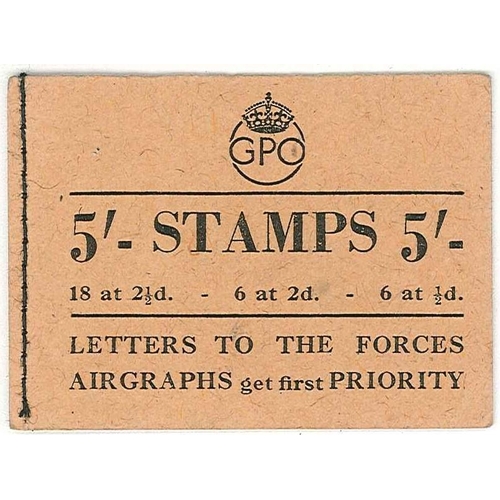 GPO
5/- STAMPS 5/-
18 at 2½d. - 6 at 2d. - 6 at ½d.
LETTERS TO THE FORCES
AIRGRAPHS get first PRIORITY